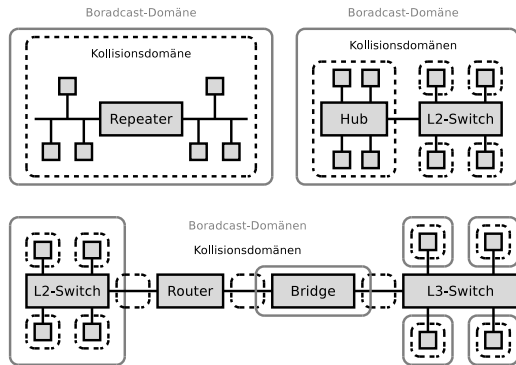 Boradcast-Domäne
Kollisionsdomäne
Repeater
Boradcast-Domäne
Kollisionsdomänen
Hub
L2-Switch
Boradcast-Domänen
Kollisionsdomänen
L2-Switch
Router
Bridge
L3-Switch